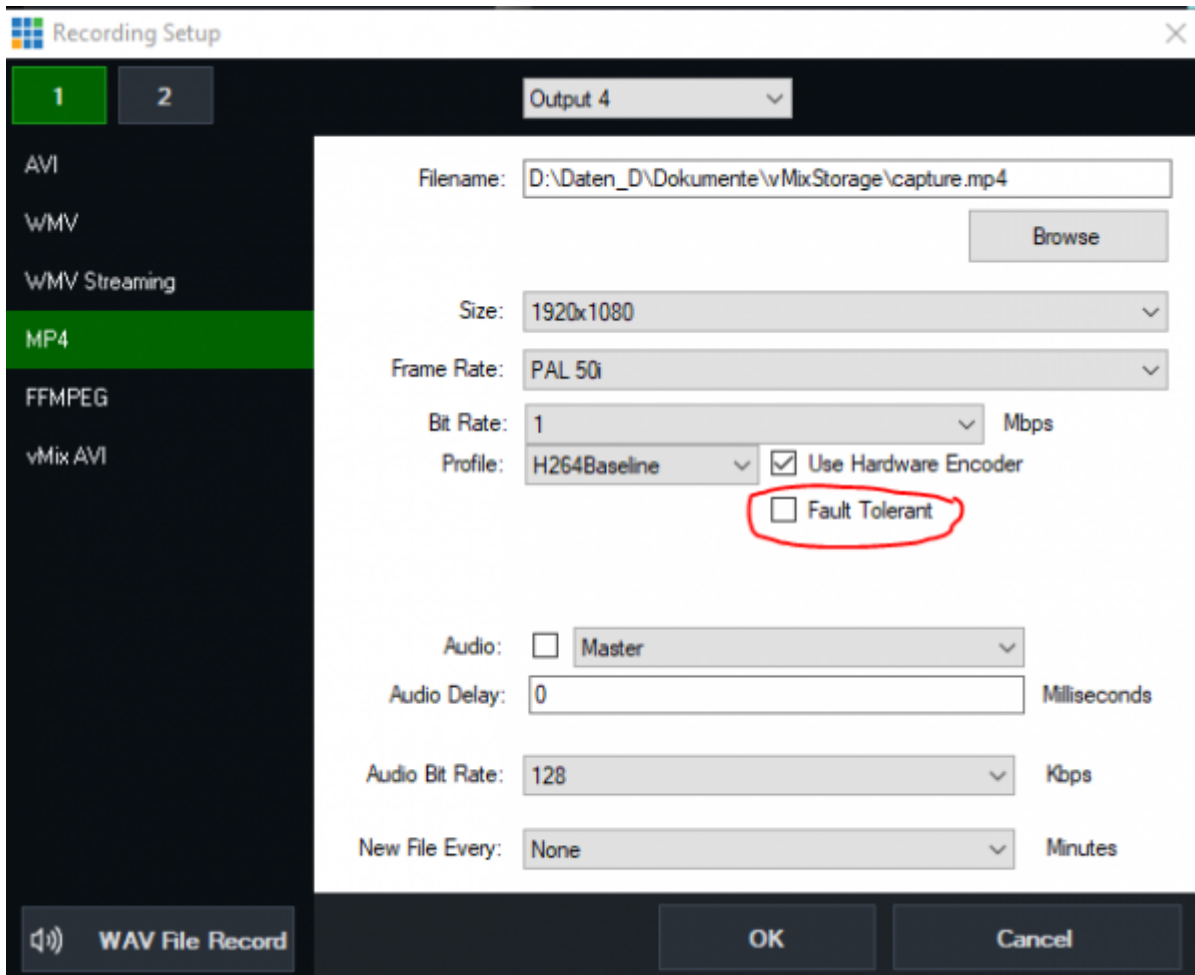 Recording Setup
1 2 Output 4
AVI
WMV
WMV Streaming
MP4
FFMPEG
vMix AVI
Filename: D:\Daten_D\Dokumente\vMixStorage\capture.mp4
Browse
Size: 1920x1080
Frame Rate: PAL 50i
Bit Rate: 1 Mbps
Profile: H264Baseline Use Hardware Encoder
Fault Tolerant
Audio: Master
Audio Delay: 0 Milliseconds
Audio Bit Rate: 128 Kbps
New File Every: None Minutes
WAV File Record OK Cancel